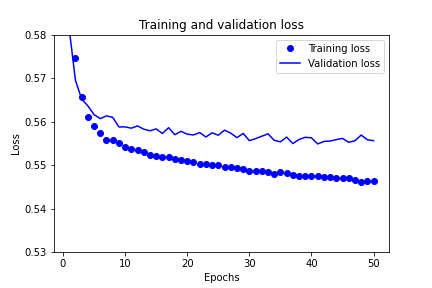 Training and validation loss
Training loss
Validation loss
0.58
0.57
0.56
0.55
0.54
0.53
Loss
0 10 20 30 40 50
Epochs